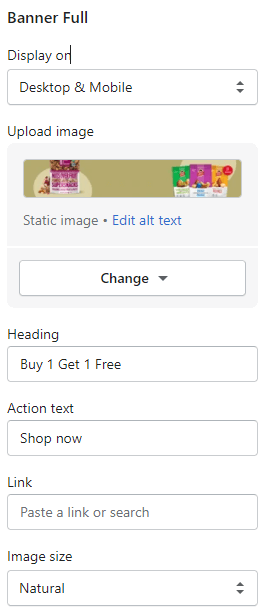 Banner Full
Display on
Desktop & Mobile
Upload image
Static image • Edit alt text
Change
Heading
Buy 1 Get 1 Free
Action text
Shop now
Link
Paste a link or search
Image size
Natural